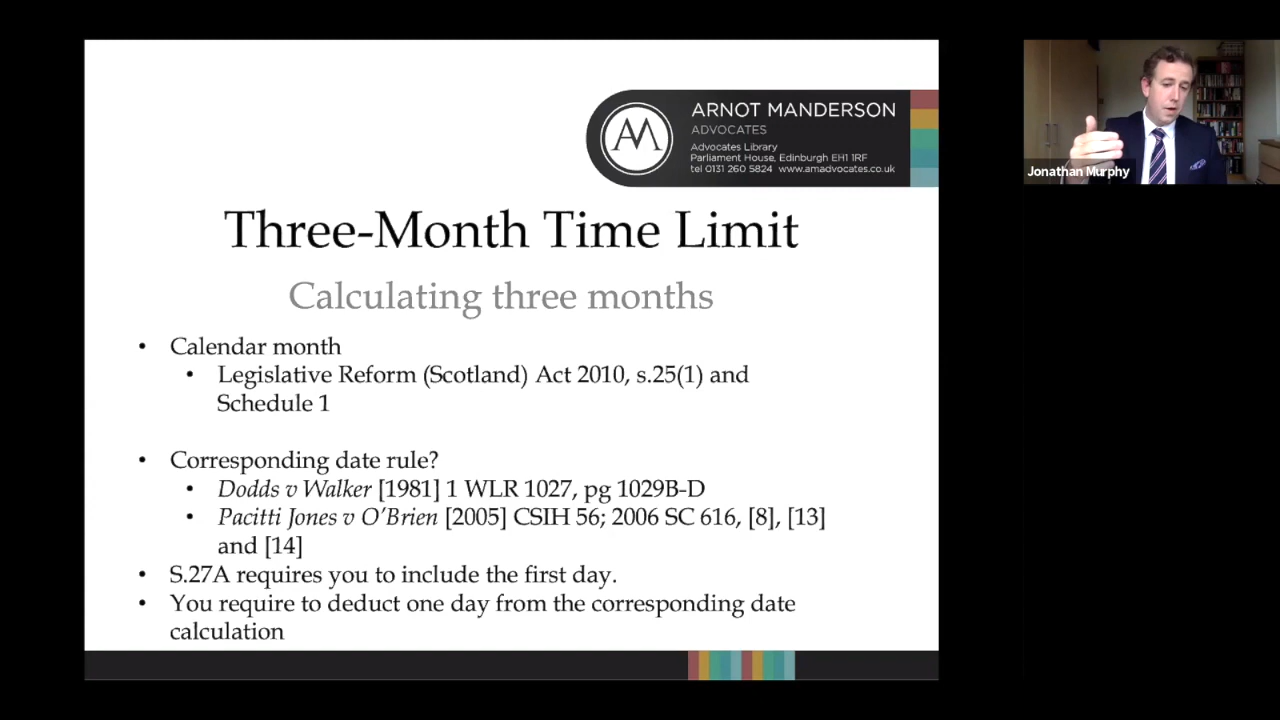 AM
ARNOT MANDERSON
ADVOCATES
Advocates Library
Parliament House, Edinburgh EH1 1RF
tel 0131 260 5824 www.amadvocates.co.uk
Jonathan Murphy
Three-Month Time Limit
Calculating three months
• Calendar month
• Legislative Reform (Scotland) Act 2010, s.25(1) and
Schedule 1
• Corresponding date rule?
• Dodds v Walker [1981] 1 WLR 1027, pg 1029B-D
• Pacitti Jones v O'Brien [2005] CSIH 56; 2006 SC 616, [8], [13]
and [14]
• S.27A requires you to include the first day.
• You require to deduct one day from the corresponding date
calculation